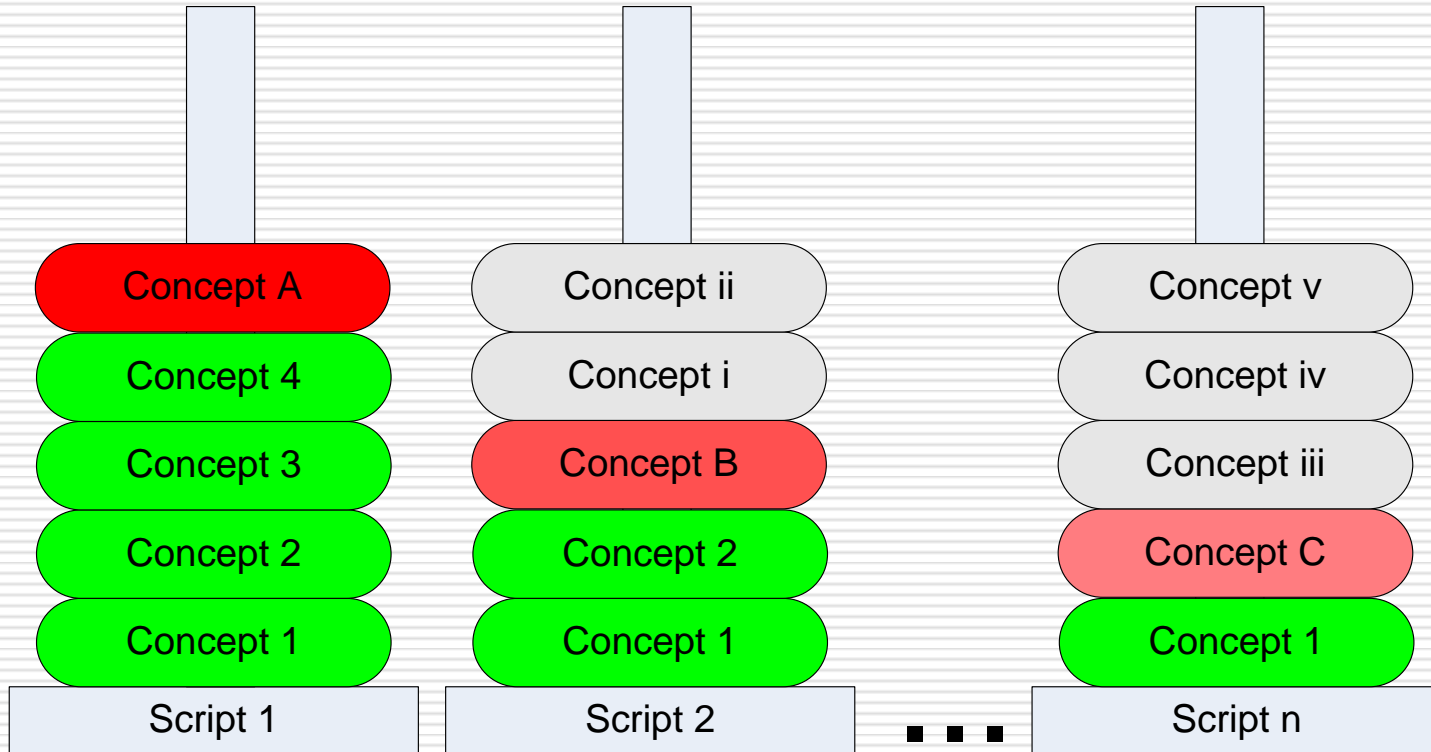 Concept A
Concept 4
Concept 3
Concept 2
Concept 1
Script 1
Concept ii
Concept i
Concept B
Concept 2
Concept 1
Script 2
...
Concept v
Concept iv
Concept iii
Concept C
Concept 1
Script n